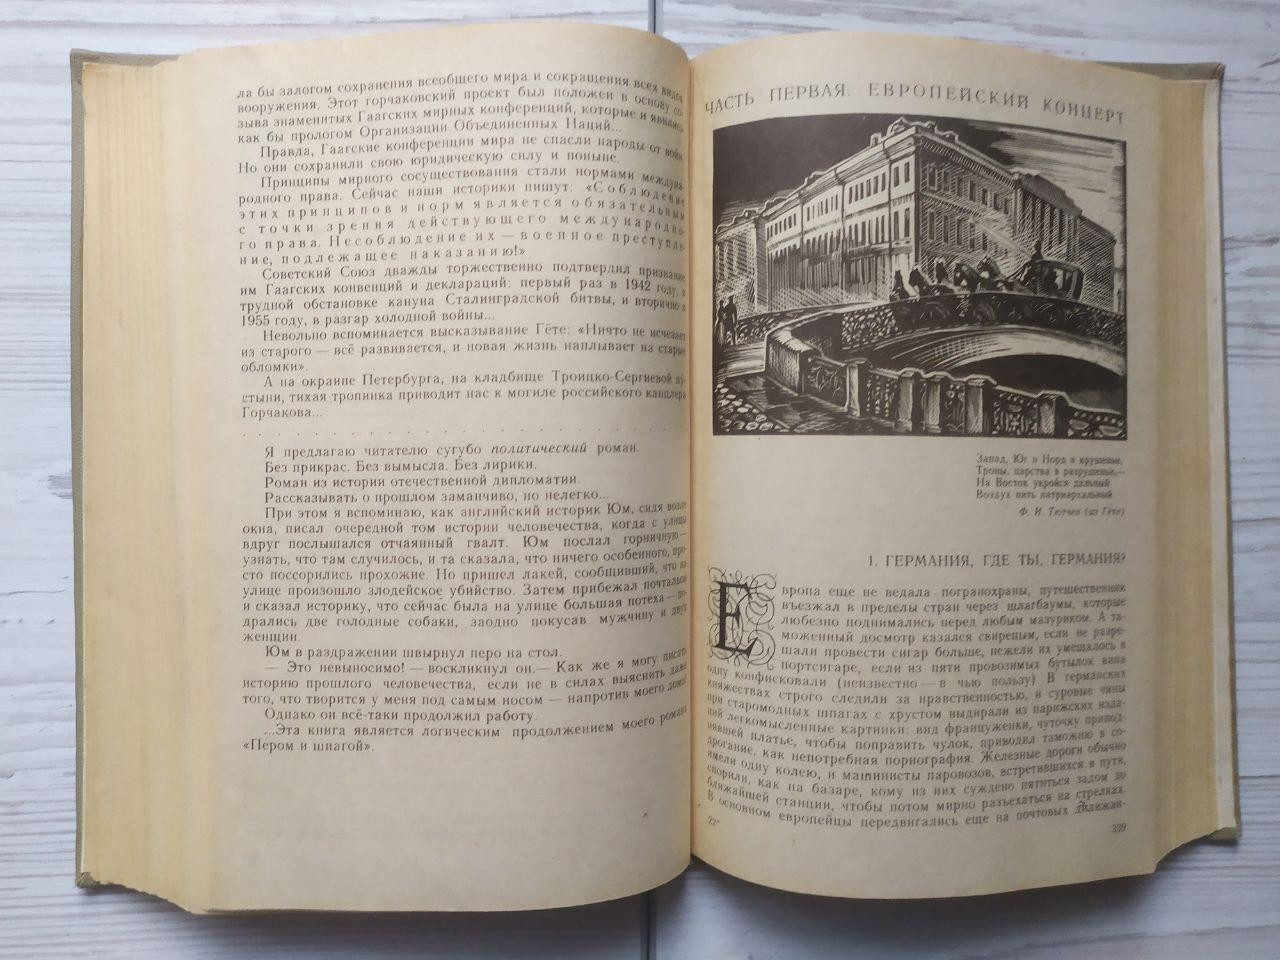 ла бы залогом сохранения всеобщего мира и сокращения всех видов
вооружения. Этот горчаковский проект был положен в основу со-
зыва знаменитых Гаагских мирных конференций, которые и явились
как бы прологом Организации Объединенных Наций...
Правда, Гаагские конференции мира не спасли народы от войн.
Но они сохранили свою юридическую силу и поныне.
Принципы мирного сосуществования стали нормами междуна-
родного права. Сейчас наши историки пишут: «Соблюдение
этих принципов и норм является обязательным
с точки зрения действующего международно-
го права. Несоблюдение их — военное преступле-
ние, подлежащее наказанию!»
Советский Союз дважды торжественно подтвердил признание
им Гаагских конвенций и деклараций: первый раз в 1942 году, в
трудной обстановке кануна Сталинградской битвы, и вторично в
1955 году, в разгар холодной войны...
Невольно вспоминается высказывание Гёте: «Ничто не исчезает
из старого — всё развивается, и новая жизнь наплывает на старые
обломки».
А на окраине Петербурга, на кладбище Троицко-Сергиевой пу-
стыни, тихая тропинка приводит нас к могиле российского канцлера
Горчакова...
. . . . . . . . . . . . . . . . . . . . . . . . .
Я предлагаю читателю сугубо политический роман.
Без прикрас. Без вымысла. Без лирики.
Роман из истории отечественной дипломатии.
Рассказывать о прошлом заманчиво, но нелегко...
При этом я вспоминаю, как английский историк Юм, сидя возле
окна, писал очередной том истории человечества, когда с улицы
вдруг послышался отчаянный гвалт. Юм послал горничную —
узнать, что там случилось, и та сказала, что ничего особенного, про-
сто поссорились прохожие. Но пришел лакей, сообщивший, что на
улице произошло злодейское убийство. Затем прибежал почтальон
и сказал историку, что сейчас была на улице большая потеха — по-
дрались две голодные собаки, заодно покусав мужчину и двух
женщин.
Юм в раздражении швырнул перо на стол.
— Это невыносимо! — воскликнул он. — Как же я могу писать
историю прошлого человечества, если не в силах выяснить даже
того, что творится у меня под самым носом — напротив моего дома!
Однако он всё-таки продолжил работу.
...Эта книга является логическим продолжением моего романа
«Пером и шпагой».
ЧАСТЬ ПЕРВАЯ. ЕВРОПЕЙСКИЙ КОНЦЕРТ
Запад, Юг и Норд в крушенье,
Троны, царства в разрушенье,—
На Восток укройся дальный
Воздух пить патриархальный.
Ф. И. Тютчев (из Гёте)
1. ГЕРМАНИЯ, ГДЕ ТЫ, ГЕРМАНИЯ?
Европа еще не ведала погранохраны, путешественник
въезжал в пределы стран через шлагбаумы, которые
любезно поднимались перед любым мазуриком. А та-
моженный досмотр казался свирепым, если не разре-
шали провести сигар больше, нежели их умещалось в
портсигаре, если из пяти провозимых бутылок вина
одну конфисковали (неизвестно — в чью пользу). В германских
княжествах строго следили за нравственностью, и суровые чины
при старомодных шпагах с хрустом выдирали из парижских изда-
ний легкомысленные картинки: вид француженки, чуточку припод-
нявшей платье, чтобы поправить чулок, приводил таможню в со-
дрогание, как непотребная порнография. Железные дороги обычно
имели одну колею, и машинисты паровозов, встретившихся в пути,
спорили, как на базаре, кому из них суждено пятиться задом до
ближайшей станции, чтобы потом мирно разъехаться на стрелках.
В основном европейцы передвигались еще на почтовых дилижан-
22*
339